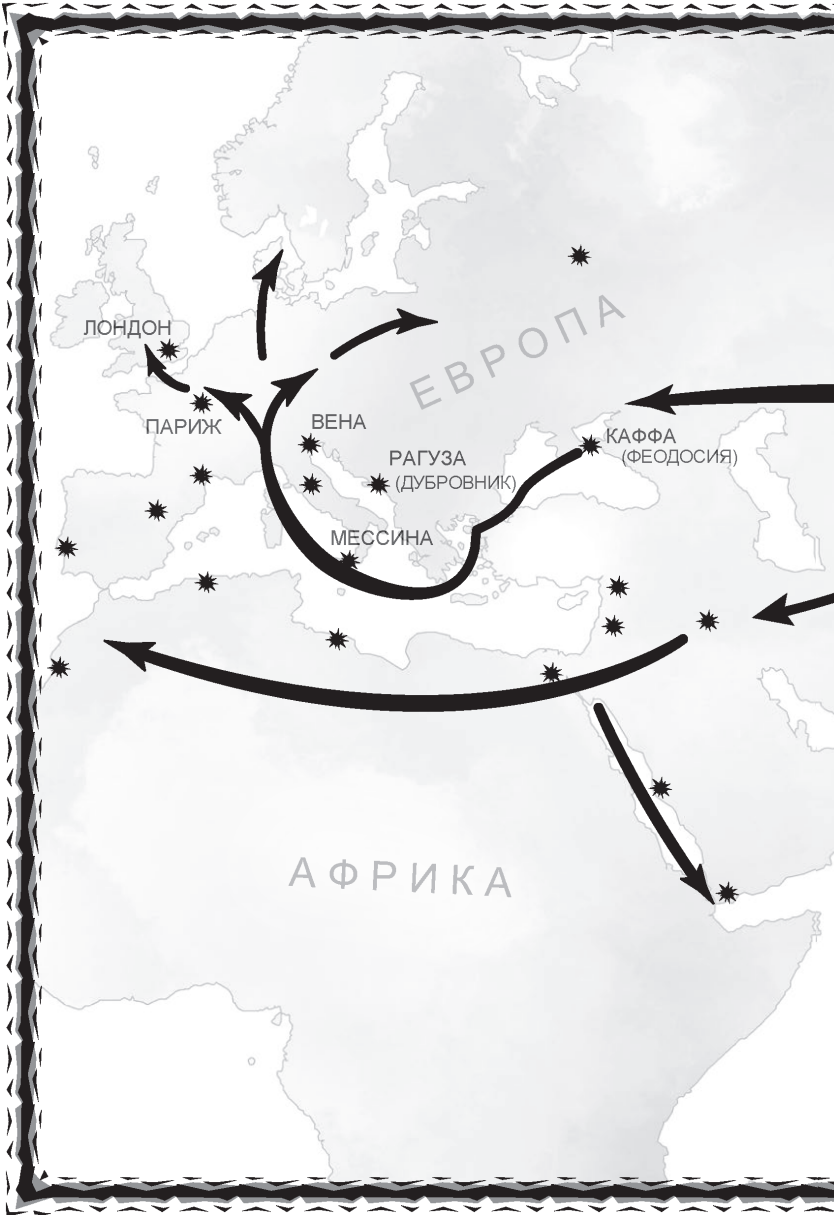 ЛОНДОН
ЕВРОПА
ПАРИЖ
ВЕНА
КАФФА
(ФЕОДОСИЯ)
РАГУЗА
(ДУБРОВНИК)
МЕССИНА
АФРИКА